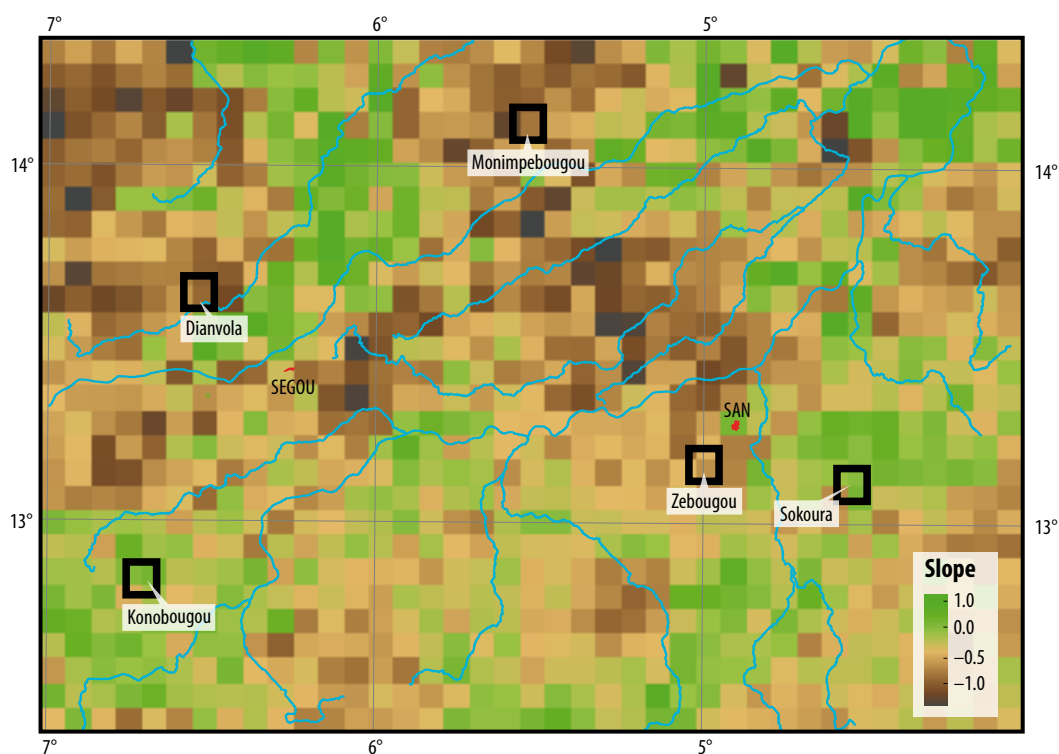 7° 6° 5°
Monimpebougou
14° 14°
Dianvola
SEGOU
SAN
Zebougou
Sokoura
13° 13°
Konobougou
Slope
1.0
0.0
−0.5
−1.0
7° 6° 5°